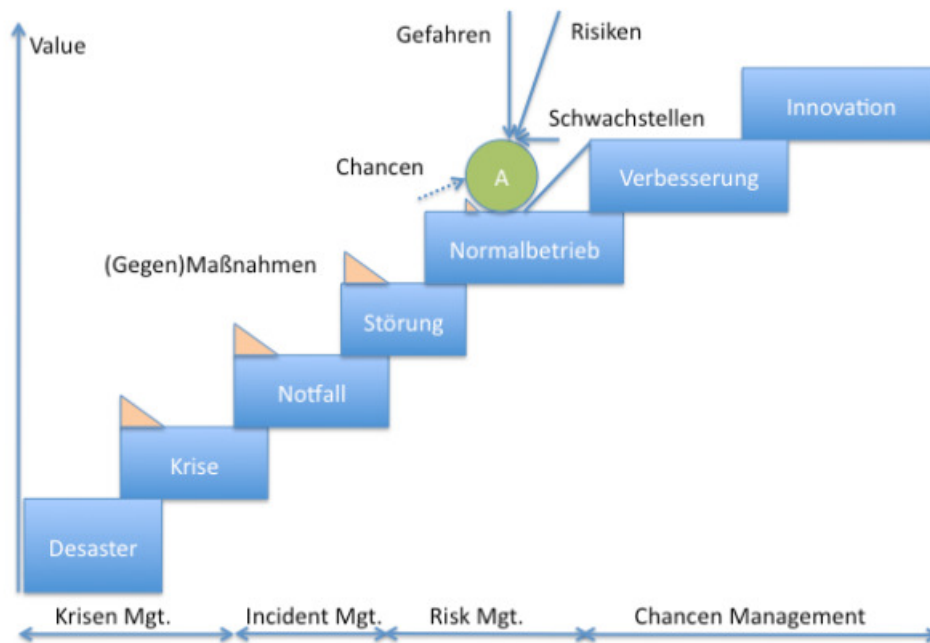 Value
Gefahren
Risiken
Innovation
Schwachstellen
Chancen
A
Verbesserung
Normalbetrieb
(Gegen)Maßnahmen
Störung
Notfall
Krise
Desaster
Krisen Mgt.
Incident Mgt.
Risk Mgt.
Chancen Management